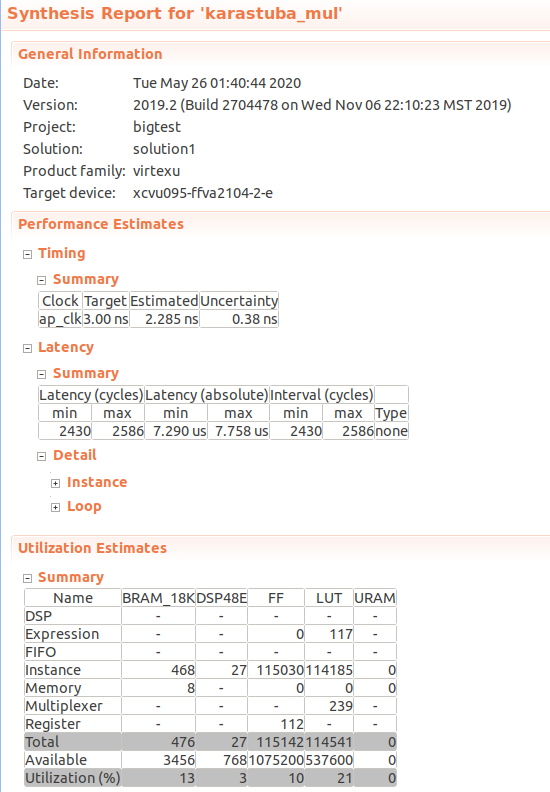 Synthesis Report for 'karastuba_mul'
General Information
Date: Tue May 26 01:40:44 2020
Version: 2019.2 (Build 2704478 on Wed Nov 06 22:10:23 MST 2019)
Project: bigtest
Solution: solution1
Product family: virtexu
Target device: xcvu095-ffva2104-2-e
Performance Estimates
Timing
Summary
Clock Target Estimated Uncertainty
ap_clk 3.00 ns 2.285 ns 0.38 ns
Latency
Summary
Latency (cycles) Latency (absolute) Interval (cycles)
min max min max min max Type
2430 2586 7.290 us 7.758 us 2430 2586 none
Detail
Instance
Loop
Utilization Estimates
Summary
Name BRAM_18K DSP48E FF LUT URAM
DSP - - - - -
Expression - - 0 117 -
FIFO - - - - -
Instance 468 27 115030 114185 0
Memory 8 - 0 0 0
Multiplexer - - - 239 -
Register - - 112 - -
Total 476 27 115142 114541 0
Available 3456 768 1075200 537600 0
Utilization (%) 13 3 10 21 0